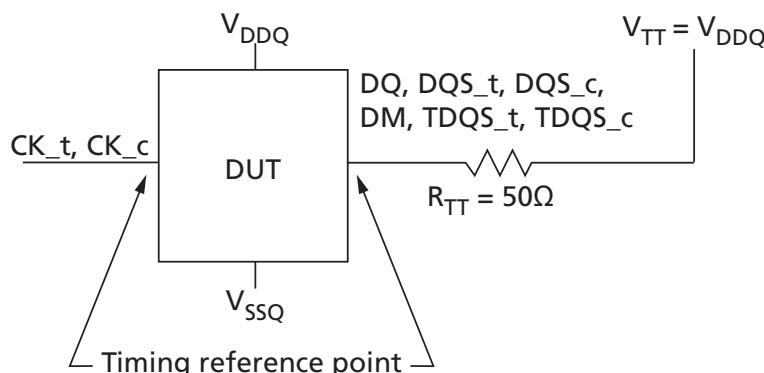 V_DDQ
V_TT = V_DDQ
DQ, DQS_t, DQS_c,
DM, TDQS_t, TDQS_c
CK_t, CK_c
DUT
R_TT = 50Ω
V_SSQ
Timing reference point